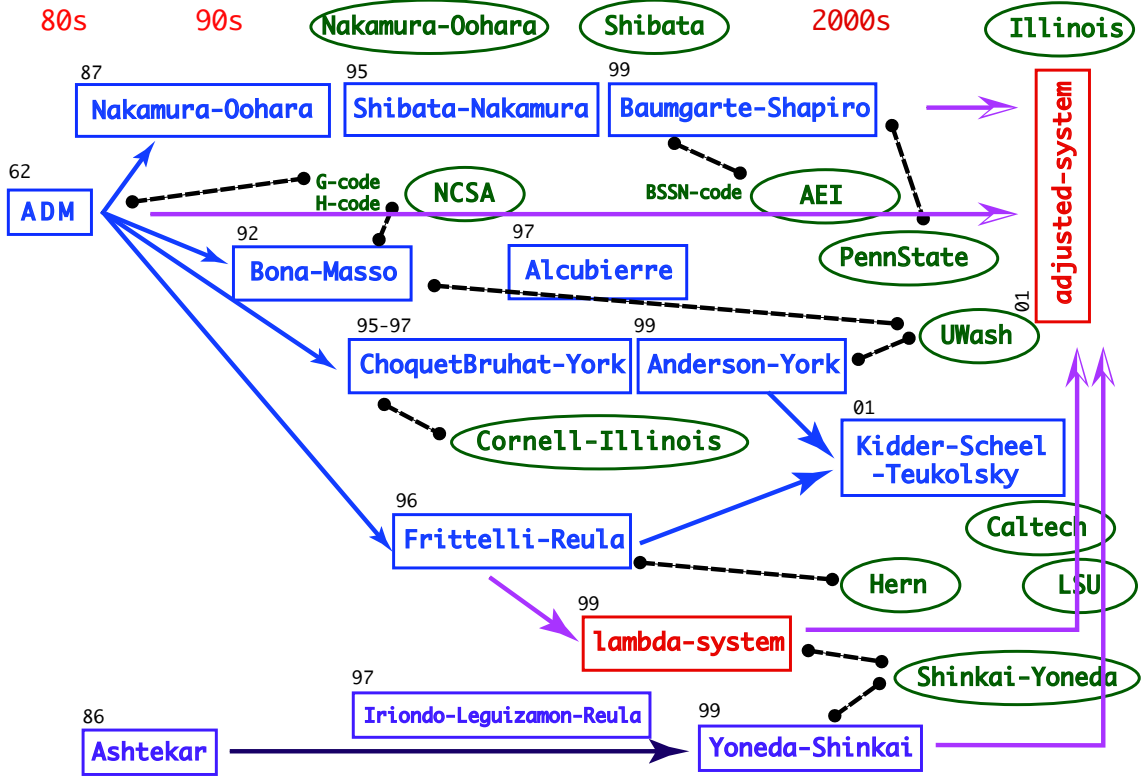 80s
90s
Nakamura-Oohara
Shibata
2000s
Illinois
87
Nakamura-Oohara
95
Shibata-Nakamura
99
Baumgarte-Shapiro
62
ADM
G-code
H-code
NCSA
BSSN-code
AEI
adjusted-system
01
92
Bona-Masso
97
Alcubierre
PennState
95-97
ChoquetBruhat-York
99
Anderson-York
UWash
Cornell-Illinois
01
Kidder-Scheel
-Teukolsky
96
Frittelli-Reula
Caltech
Hern
LSU
99
lambda-system
Shinkai-Yoneda
97
Iriondo-Leguizamon-Reula
86
Ashtekar
99
Yoneda-Shinkai